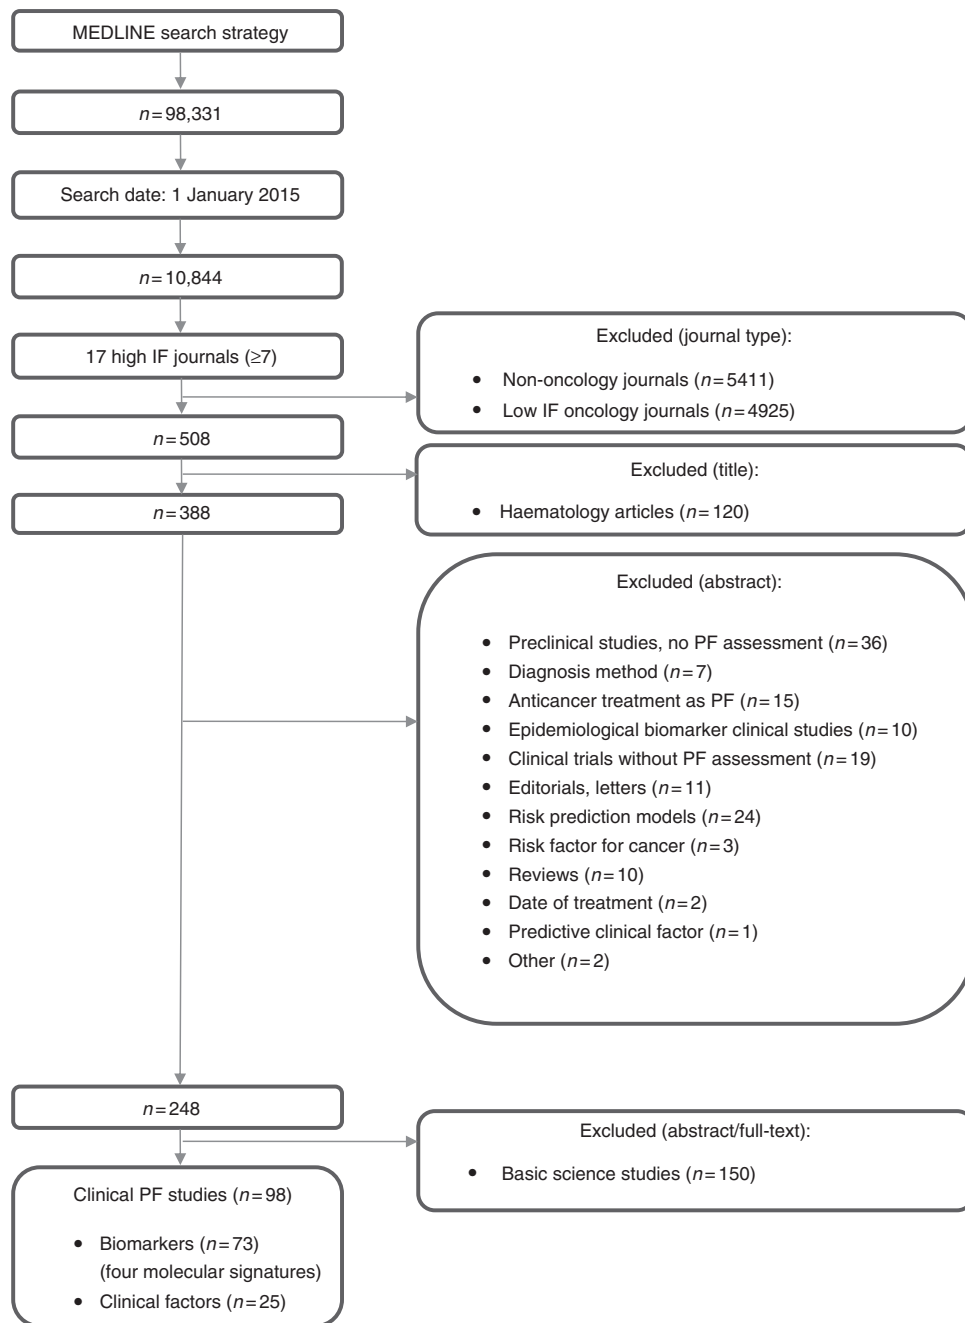 MEDLINE search strategy
n=98,331
Search date: 1 January 2015
n=10,844
17 high IF journals (≥7)
Excluded (journal type):
• Non-oncology journals (n=5411)
• Low IF oncology journals (n=4925)
n=508
Excluded (title):
• Haematology articles (n=120)
n=388
Excluded (abstract):
• Preclinical studies, no PF assessment (n=36)
• Diagnosis method (n=7)
• Anticancer treatment as PF (n=15)
• Epidemiological biomarker clinical studies (n=10)
• Clinical trials without PF assessment (n=19)
• Editorials, letters (n=11)
• Risk prediction models (n=24)
• Risk factor for cancer (n=3)
• Reviews (n=10)
• Date of treatment (n=2)
• Predictive clinical factor (n=1)
• Other (n=2)
n=248
Excluded (abstract/full-text):
• Basic science studies (n=150)
Clinical PF studies (n=98)
• Biomarkers (n=73)
(four molecular signatures)
• Clinical factors (n=25)